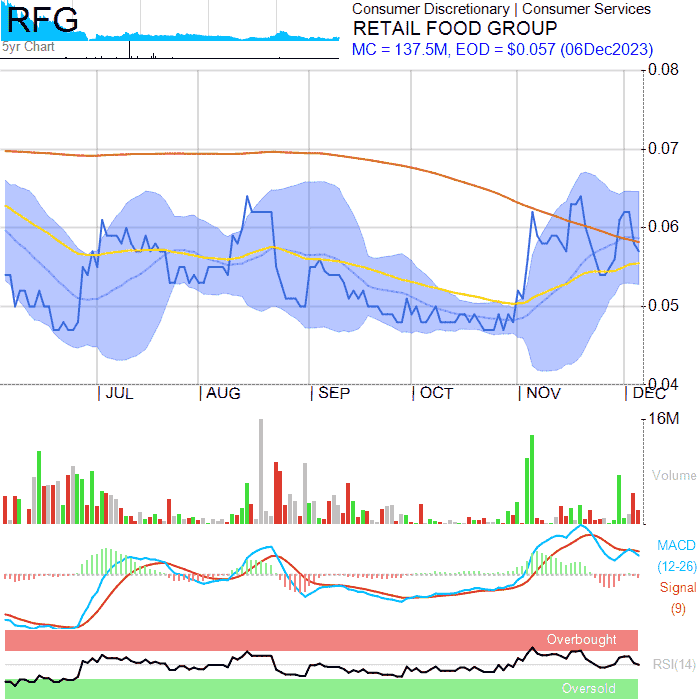 RFG
5yr Chart
Consumer Discretionary | Consumer Services
RETAIL FOOD GROUP
MC = 137.5M, EOD = $0.057 (06Dec2023)
0.08
0.07
0.06
0.05
0.04
JUL
AUG
SEP
OCT
NOV
DEC
16M
Volume
MACD
(12-26)
Signal
(9)
Overbought
RSI(14)
Oversold